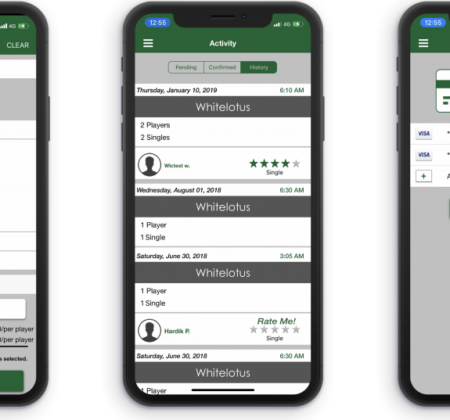 4G
CLEAR
/per player
/per player
s selected.
12:55
4G
Activity
Pending
Confirmed
History
Thursday, January 10, 2019
6:10 AM
Whitelotus
2 Players
2 Singles
Wictest w.
Single
Wednesday, August 01, 2018
6:30 AM
Whitelotus
1 Player
1 Single
Saturday, June 30, 2018
3:05 AM
Whitelotus
1 Player
1 Single
Hardik P.
Rate Me!
Single
Saturday, June 30, 2018
6:30 AM
Whitelotus
1 Player
12:55
VISA
VISA
+
A